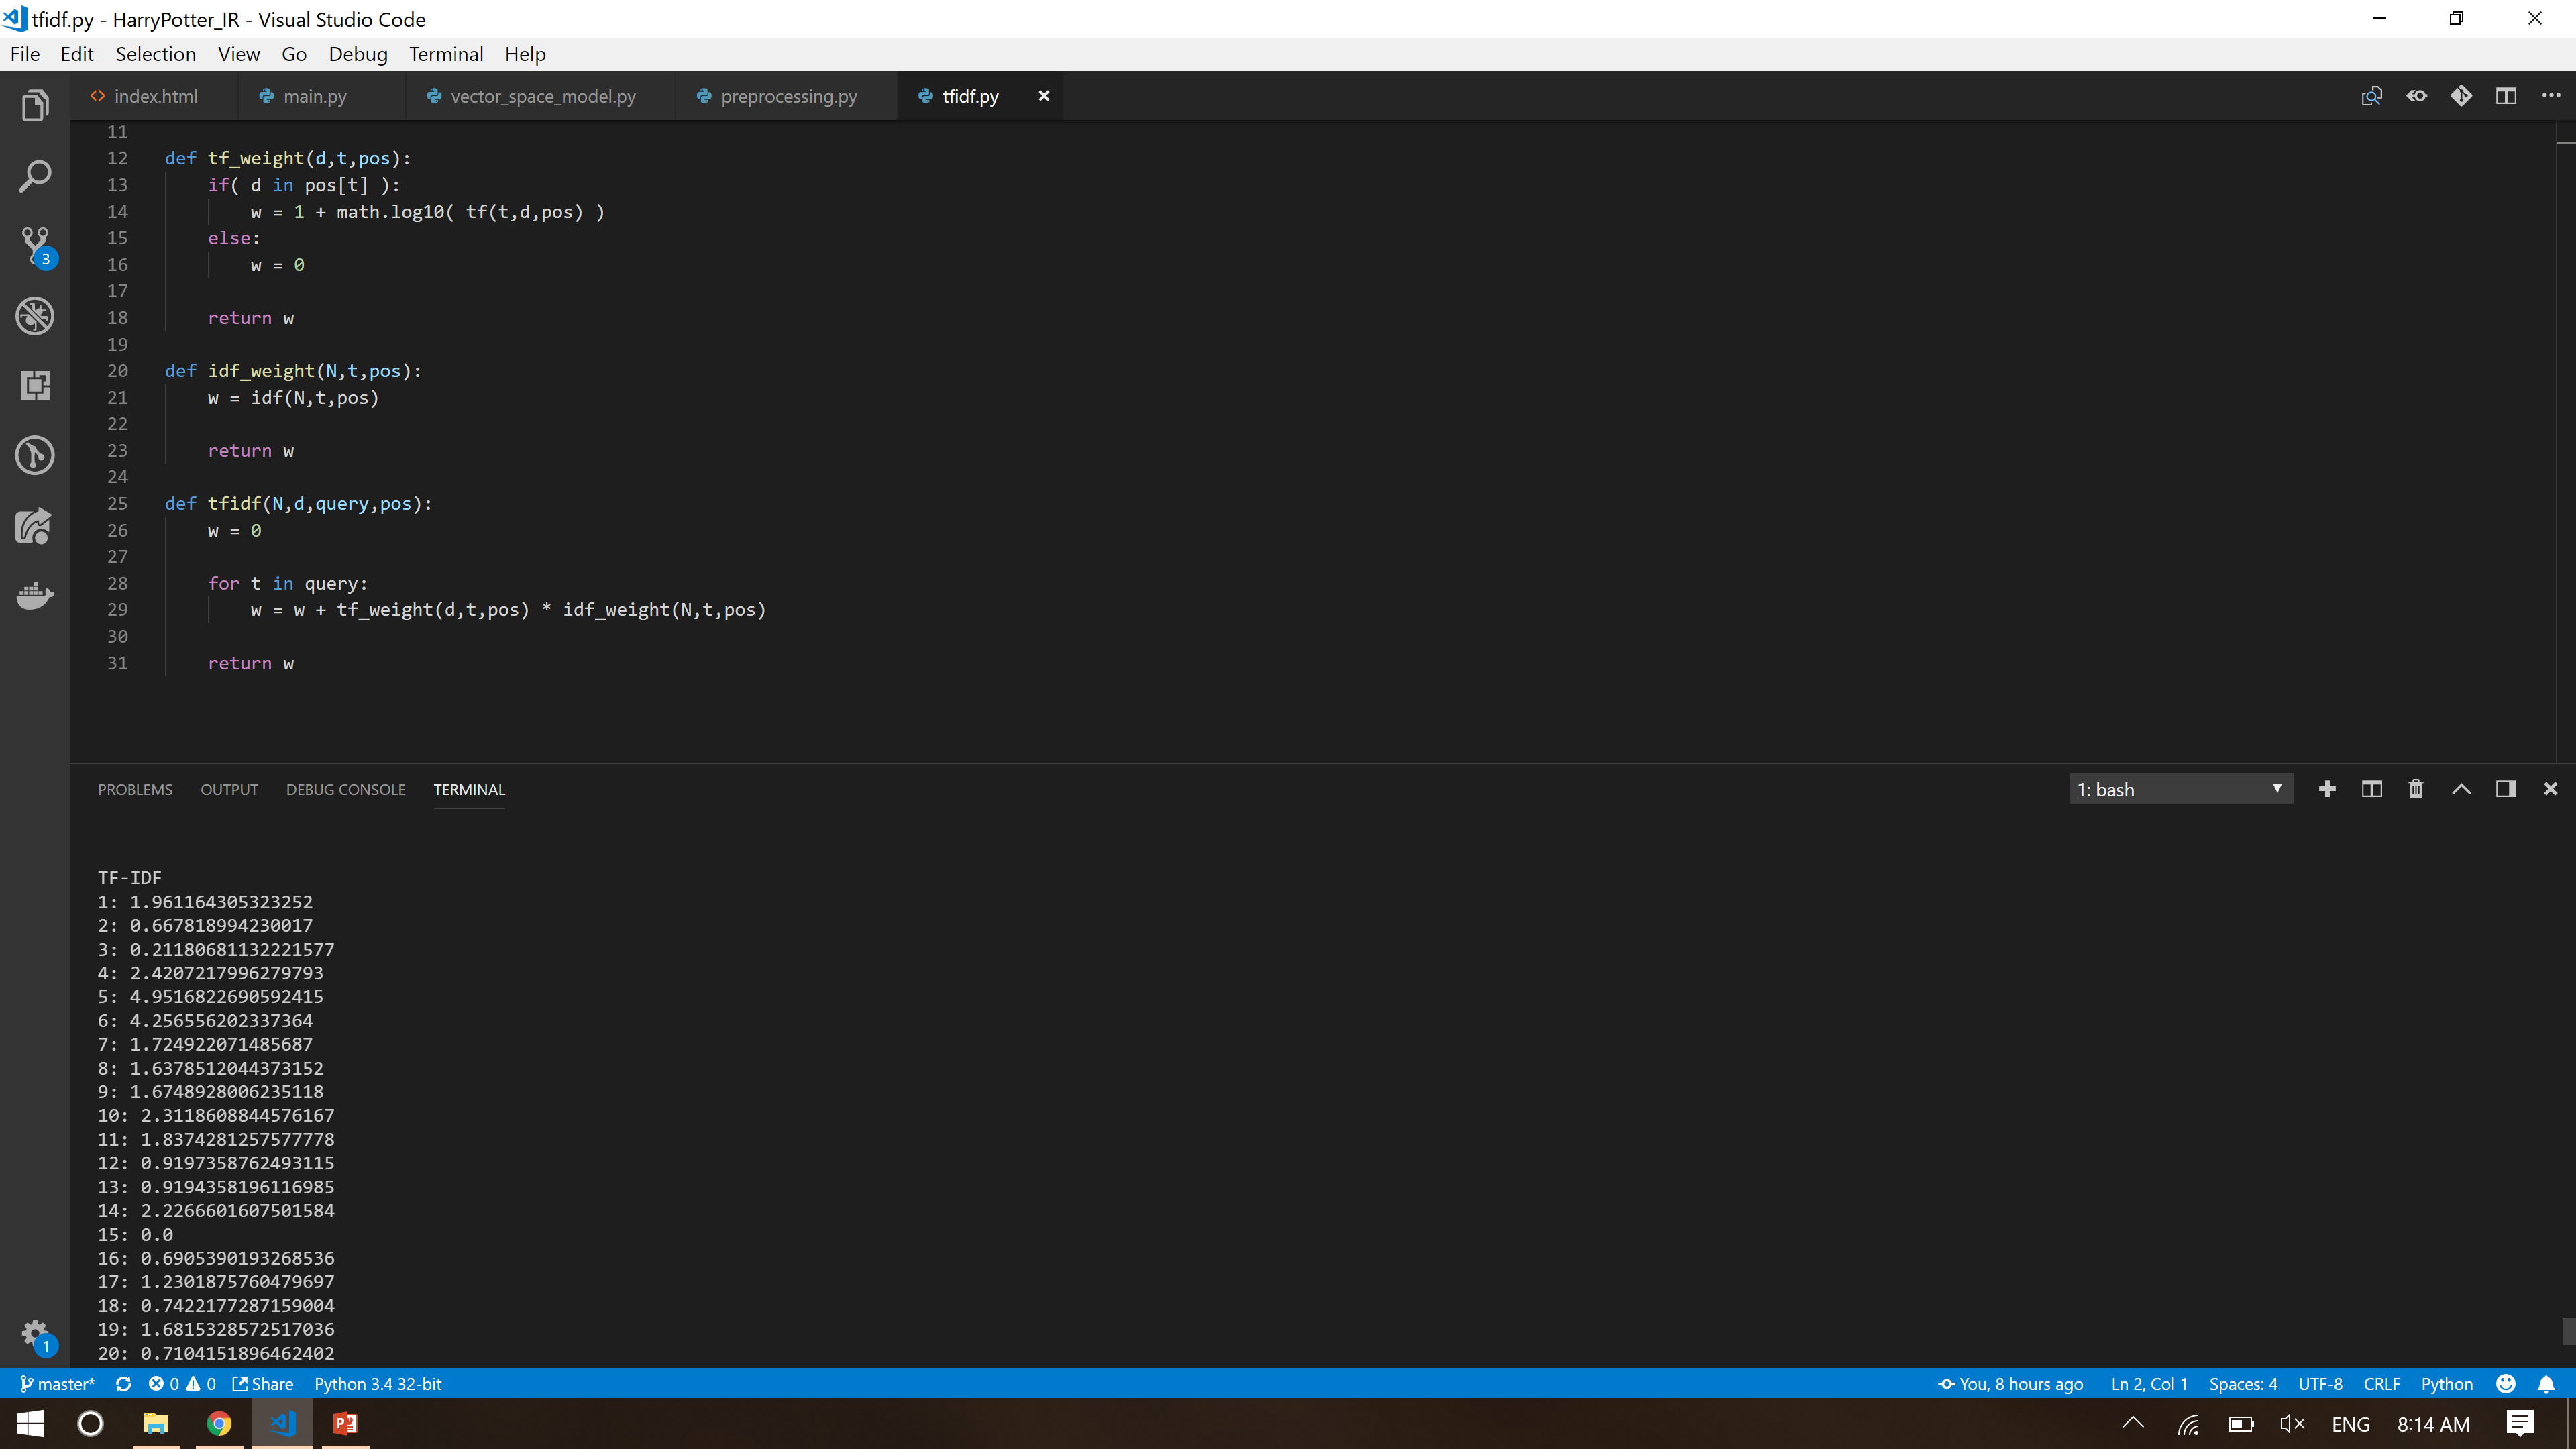 tfidf.py - HarryPotter_IR - Visual Studio Code
File Edit Selection View Go Debug Terminal Help
index.html main.py vector_space_model.py preprocessing.py tfidf.py
11
12 def tf_weight(d,t,pos):
13 if( d in pos[t] ):
14 w = 1 + math.log10( tf(t,d,pos) )
15 else:
16 w = 0
17
18 return w
19
20 def idf_weight(N,t,pos):
21 w = idf(N,t,pos)
22
23 return w
24
25 def tfidf(N,d,query,pos):
26 w = 0
27
28 for t in query:
29 w = w + tf_weight(d,t,pos) * idf_weight(N,t,pos)
30
31 return w
3
1
PROBLEMS OUTPUT DEBUG CONSOLE TERMINAL 1: bash
TF-IDF
1: 1.961164305323252
2: 0.667818994230017
3: 0.21180681132221577
4: 2.4207217996279793
5: 4.9516822690592415
6: 4.256556202337364
7: 1.724922071485687
8: 1.6378512044373152
9: 1.6748928006235118
10: 2.3118608844576167
11: 1.8374281257577778
12: 0.9197358762493115
13: 0.9194358196116985
14: 2.2266601607501584
15: 0.0
16: 0.6905390193268536
17: 1.2301875760479697
18: 0.7422177287159004
19: 1.6815328572517036
20: 0.7104151896462402
master* 0 0 Share Python 3.4 32-bit You, 8 hours ago Ln 2, Col 1 Spaces: 4 UTF-8 CRLF Python
P ENG 8:14 AM